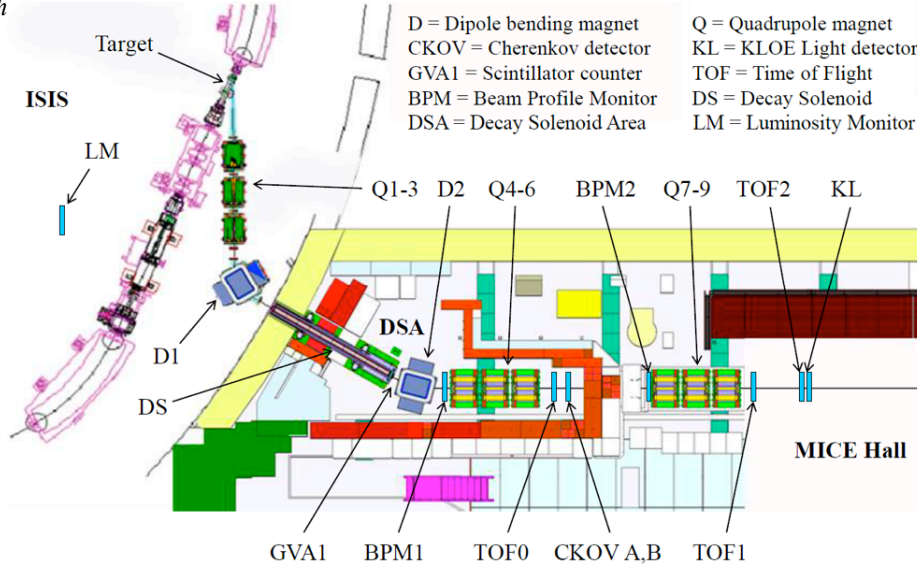 h
D = Dipole bending magnet
CKOV = Cherenkov detector
GVA1 = Scintillator counter
BPM = Beam Profile Monitor
DSA = Decay Solenoid Area
Q = Quadrupole magnet
KL = KLOE Light detector
TOF = Time of Flight
DS = Decay Solenoid
LM = Luminosity Monitor
Target
ISIS
LM
Q1-3 D2 Q4-6 BPM2 Q7-9 TOF2 KL
DSA
D1
DS
MICE Hall
GVA1 BPM1 TOF0 CKOV A,B TOF1